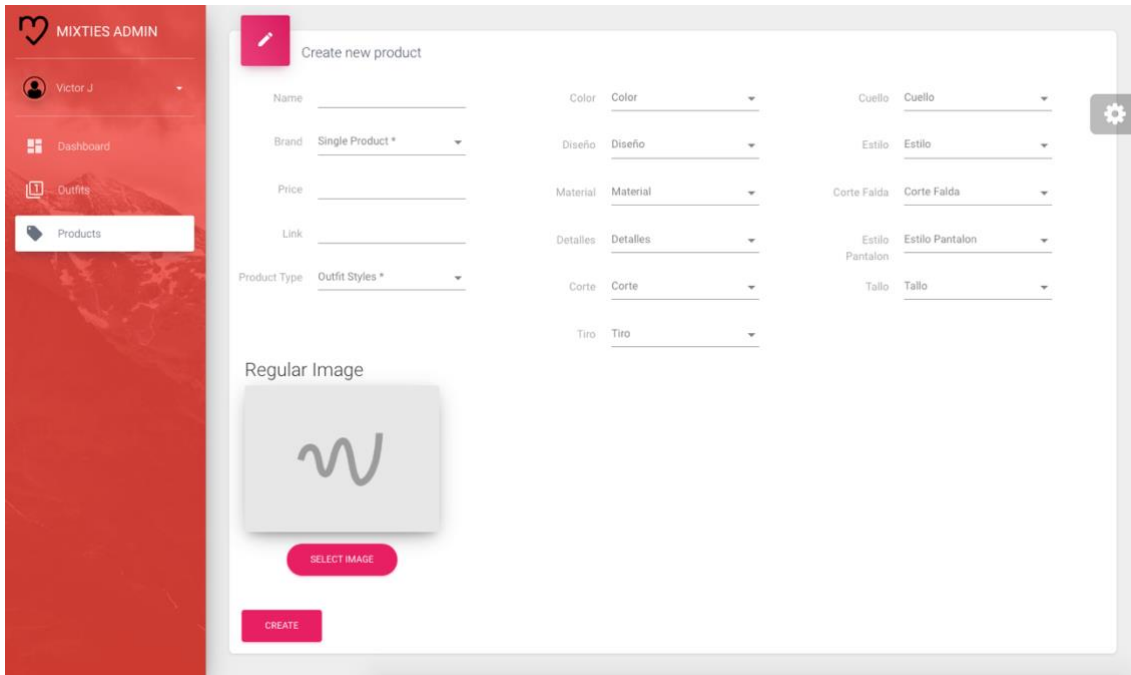 MIXTIES ADMIN
Victor J
Dashboard
1 Outfits
Products
Create new product
Name
Brand Single Product *
Price
Link
Product Type Outfit Styles *
Color Color
Diseño Diseño
Material Material
Detalles Detalles
Corte Corte
Tiro Tiro
Cuello Cuello
Estilo Estilo
Corte Falda Corte Falda
Estilo Estilo Pantalon
Pantalon
Tallo Tallo
Regular Image
SELECT IMAGE
CREATE